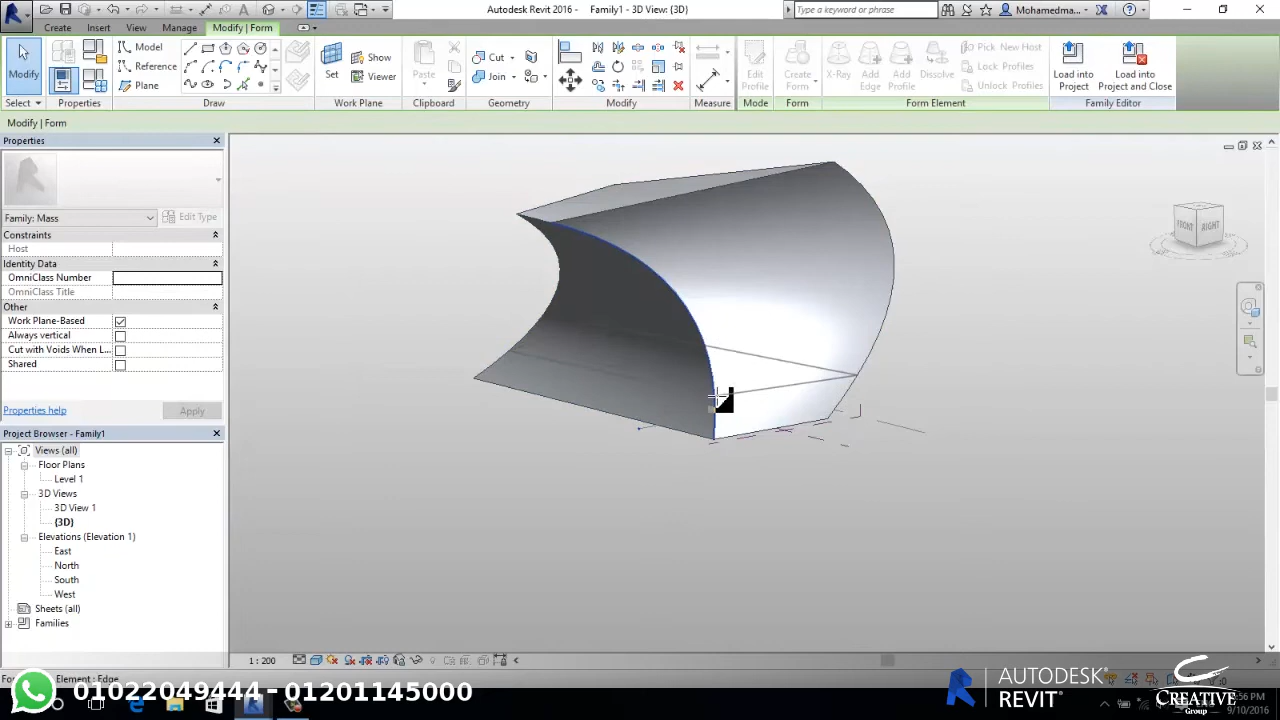 Autodesk Revit 2016 - Family1 - 3D View: {3D}
Type a keyword or phrase
Mohamedma...
Create Insert View Manage Modify | Form
Modify
Select
Properties
Model
Reference
Plane
Draw
Set
Show
Viewer
Work Plane
Paste
Clipboard
Cut
Join
Geometry
Modify
Measure
Edit Profile
Mode
Create Form
Form
X-Ray
Add Edge
Add Profile
Dissolve
Pick New Host
Lock Profiles
Unlock Profiles
Form Element
Load into Project
Load into Project and Close
Family Editor
Modify | Form
Properties
Family: Mass
Edit Type
Constraints
Host
Identity Data
OmniClass Number
OmniClass Title
Other
Work Plane-Based
Always vertical
Cut with Voids When L...
Shared
Properties help
Apply
Project Browser - Family1
Views (all)
Floor Plans
Level 1
3D Views
3D View 1
{3D}
Elevations (Elevation 1)
East
North
South
West
Sheets (all)
Families
FRONT
RIGHT
1 : 200
Element : Edge
01022049444 - 01201145000
AUTODESK®
REVIT®
CREATIVE
Group
9/10/2016